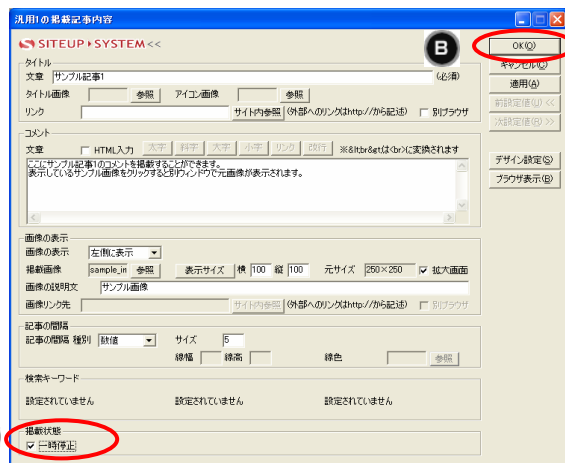 汎用1の掲載記事内容
SITEUP SYSTEM<<
B
OK(O)
キャンセル(C)
適用(A)
前設定値(U) <<
次設定値(R) >>
デザイン設定(S)
ブラウザ表示(B)
タイトル
文章 サンプル記事1 (必須)
タイトル画像 参照 アイコン画像 参照
リンク サイト内参照 (外部へのリンクはhttp://から記述) 別ブラウザ
コメント
文章 HTML入力 太字 斜字 大字 小字 リンク 改行 ※&lt;br&gt;は<br>に変換されます
ここにサンプル記事1のコメントを掲載することができます。
表示しているサンプル画像をクリックすると別ウィンドウで元画像が表示されます。
画像の表示
画像の表示 左側に表示
掲載画像 sample_in 参照 表示サイズ 横 100 縦 100 元サイズ 250×250 拡大画面
画像の説明文 サンプル画像
画像リンク先 サイト内参照 (外部へのリンクはhttp://から記述) 別ブラウザ
記事の間隔
記事の間隔 種別 数値 サイズ 5
線幅 線高 線色 参照
検索キーワード
設定されていません 設定されていません 設定されていません
掲載状態
一時停止